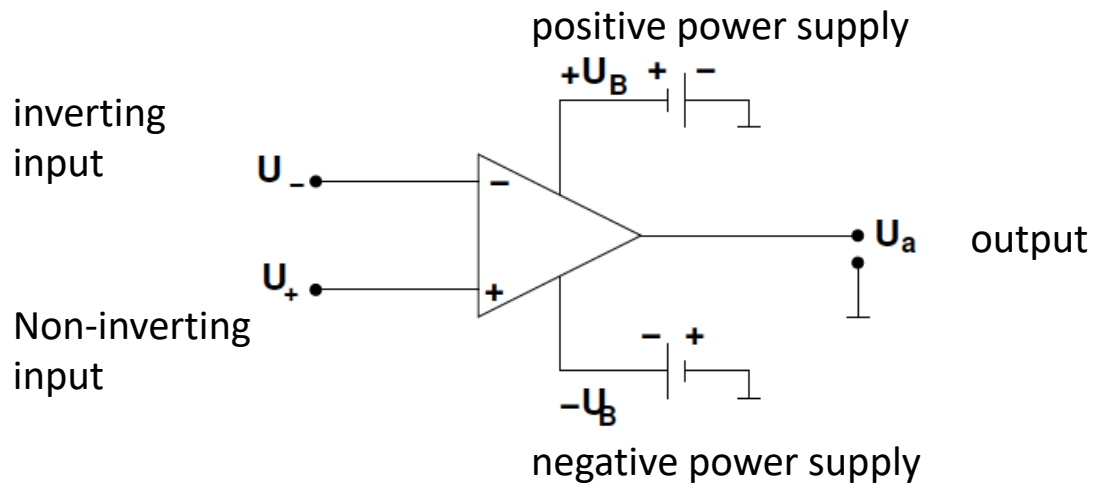 positive power supply
+U_B + −
inverting
input
U_− −
U_a output
U_+ +
Non-inverting
input
− +
−U_B
negative power supply